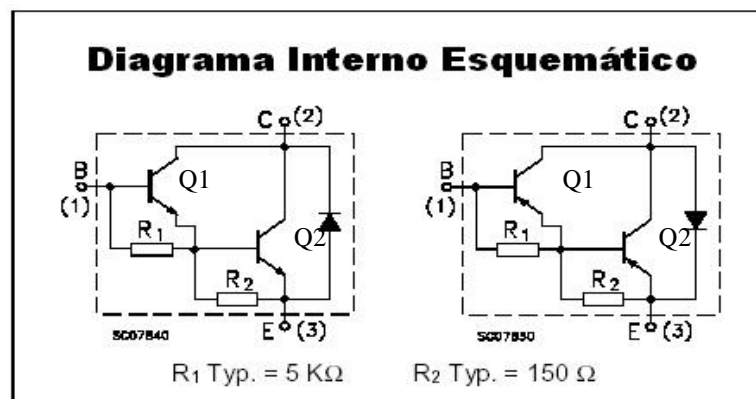 Diagrama Interno Esquemático
C (2)
B
(1)
Q1
R1
Q2
R2
E (3)
SC07840
C (2)
B
(1)
Q1
R1
Q2
R2
E (3)
SC07850
R1 Typ. = 5 KΩ R2 Typ. = 150 Ω